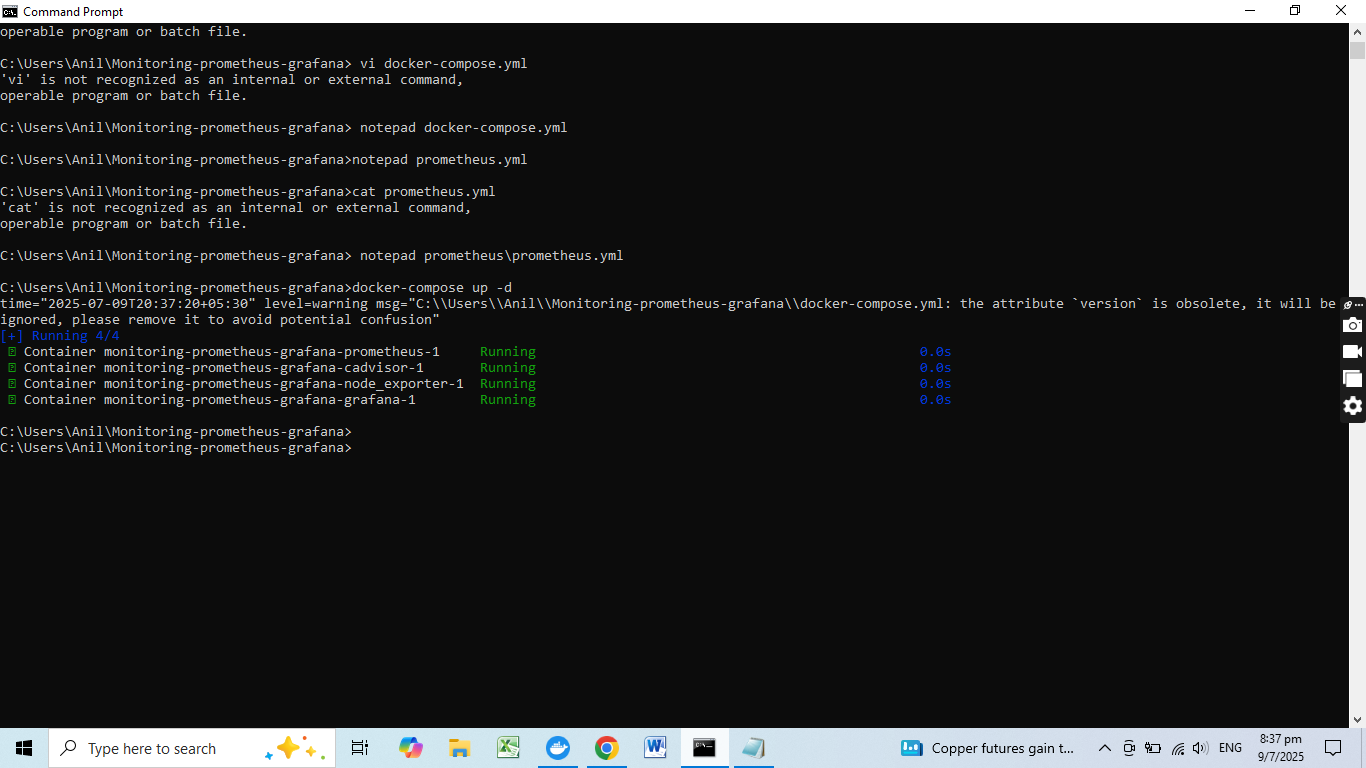 Command Prompt
operable program or batch file.
C:\Users\Anil\Monitoring-prometheus-grafana> vi docker-compose.yml
'vi' is not recognized as an internal or external command,
operable program or batch file.
C:\Users\Anil\Monitoring-prometheus-grafana> notepad docker-compose.yml
C:\Users\Anil\Monitoring-prometheus-grafana>notepad prometheus.yml
C:\Users\Anil\Monitoring-prometheus-grafana>cat prometheus.yml
'cat' is not recognized as an internal or external command,
operable program or batch file.
C:\Users\Anil\Monitoring-prometheus-grafana> notepad prometheus\prometheus.yml
C:\Users\Anil\Monitoring-prometheus-grafana>docker-compose up -d
time="2025-07-09T20:37:20+05:30" level=warning msg="C:\\Users\\Anil\\Monitoring-prometheus-grafana\\docker-compose.yml: the attribute `version` is obsolete, it will be
ignored, please remove it to avoid potential confusion"
[+] Running 4/4
Container monitoring-prometheus-grafana-prometheus-1 Running 0.0s
Container monitoring-prometheus-grafana-cadvisor-1 Running 0.0s
Container monitoring-prometheus-grafana-node_exporter-1 Running 0.0s
Container monitoring-prometheus-grafana-grafana-1 Running 0.0s
C:\Users\Anil\Monitoring-prometheus-grafana>
C:\Users\Anil\Monitoring-prometheus-grafana>
Type here to search
Copper futures gain t...
ENG
8:37 pm
9/7/2025